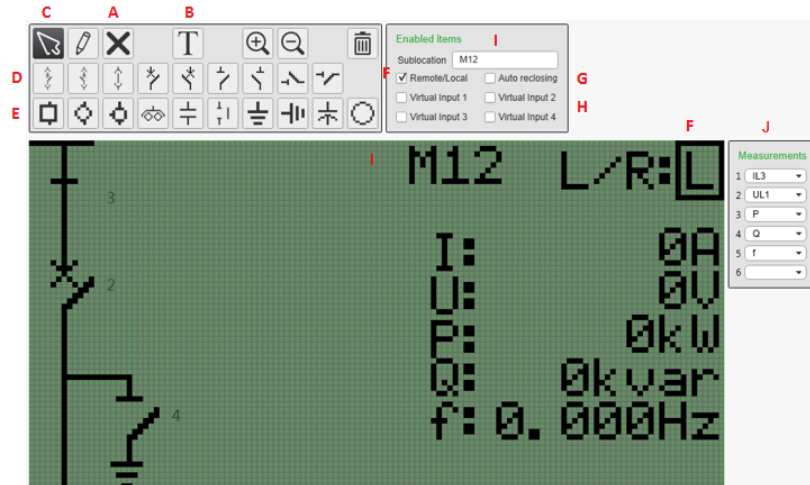 C A B
T
D
E
Enabled items I
Sublocation M12
F Remote/Local Auto reclosing G
Virtual Input 1 Virtual Input 2 H
Virtual Input 3 Virtual Input 4
F J
I M12 L/R:L
3
2
4
I: 0A
U: 0V
P: 0kW
Q: 0kvar
f: 0.000Hz
Measurements
1 IL3
2 UL1
3 P
4 Q
5 f
6